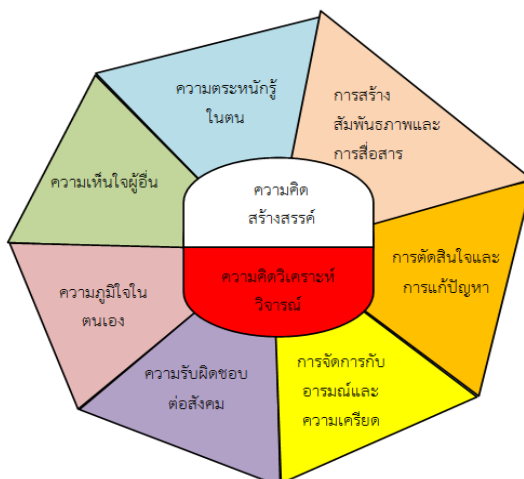 ความตระหนักรู้
ในตน
การสร้าง
สัมพันธภาพและ
การสื่อสาร
ความเห็นใจผู้อื่น
ความคิด
สร้างสรรค์
การตัดสินใจและ
การแก้ปัญหา
ความคิดวิเคราะห์
วิจารณ์
ความภูมิใจใน
ตนเอง
ความรับผิดชอบ
ต่อสังคม
การจัดการกับ
อารมณ์และ
ความเครียด